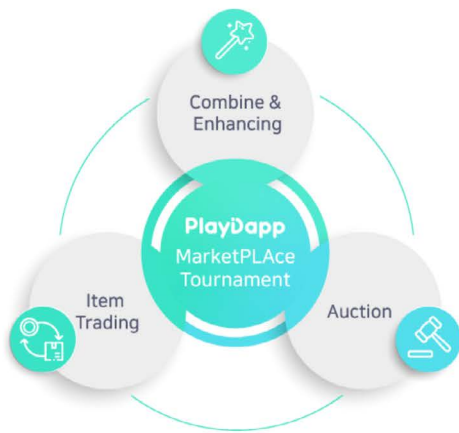 Combine &
Enhancing
PlayDapp
MarketPLAce
Tournament
Item
Trading
Auction